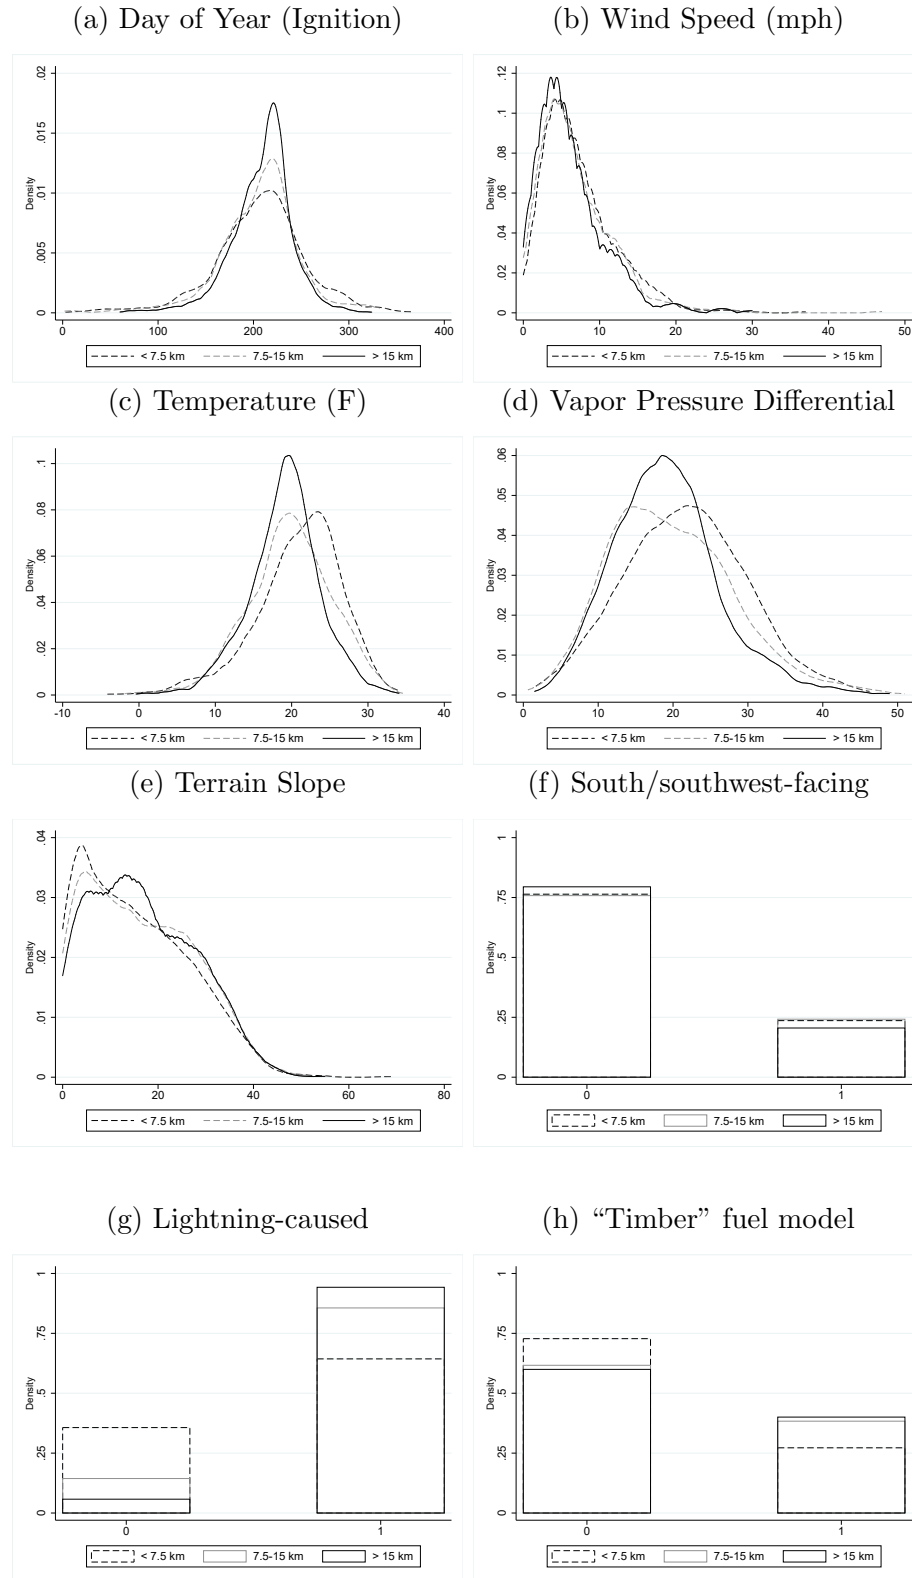 (a) Day of Year (Ignition)
(b) Wind Speed (mph)
Density
0 .005 .01 .015 .02
0 100 200 300 400
< 7.5 km 7.5-15 km > 15 km
Density
0 .02 .04 .06 .08 .1 .12
0 10 20 30 40 50
< 7.5 km 7.5-15 km > 15 km
(c) Temperature (F)
(d) Vapor Pressure Differential
Density
0 .02 .04 .06 .08 .1
-10 0 10 20 30 40
< 7.5 km 7.5-15 km > 15 km
Density
0 .01 .02 .03 .04 .05 .06
0 10 20 30 40 50
< 7.5 km 7.5-15 km > 15 km
(e) Terrain Slope
(f) South/southwest-facing
Density
0 .01 .02 .03 .04
0 20 40 60 80
< 7.5 km 7.5-15 km > 15 km
Density
0 .25 .5 .75 1
0 1
< 7.5 km 7.5-15 km > 15 km
(g) Lightning-caused
(h) “Timber” fuel model
Density
0 .25 .5 .75 1
0 1
< 7.5 km 7.5-15 km > 15 km
Density
0 .25 .5 .75 1
0 1
< 7.5 km 7.5-15 km > 15 km